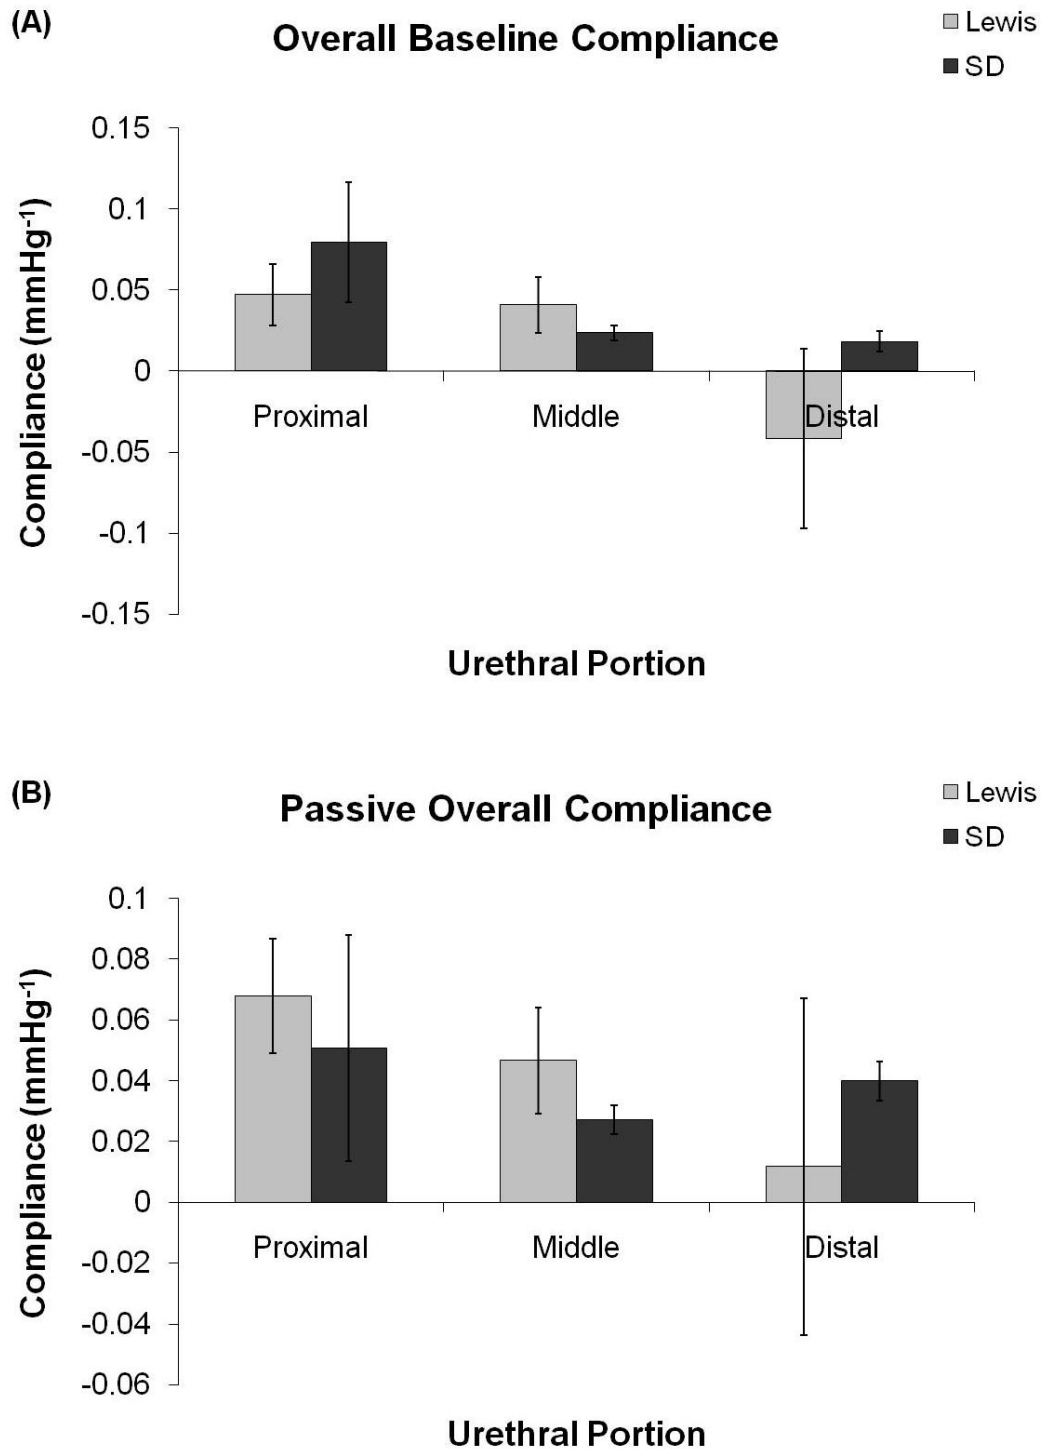 (A)
Overall Baseline Compliance
Lewis
SD
Compliance (mmHg⁻¹)
0.15
0.1
0.05
0
-0.05
-0.1
-0.15
Proximal
Middle
Distal
Urethral Portion
(B)
Passive Overall Compliance
Lewis
SD
Compliance (mmHg⁻¹)
0.1
0.08
0.06
0.04
0.02
0
-0.02
-0.04
-0.06
Proximal
Middle
Distal
Urethral Portion